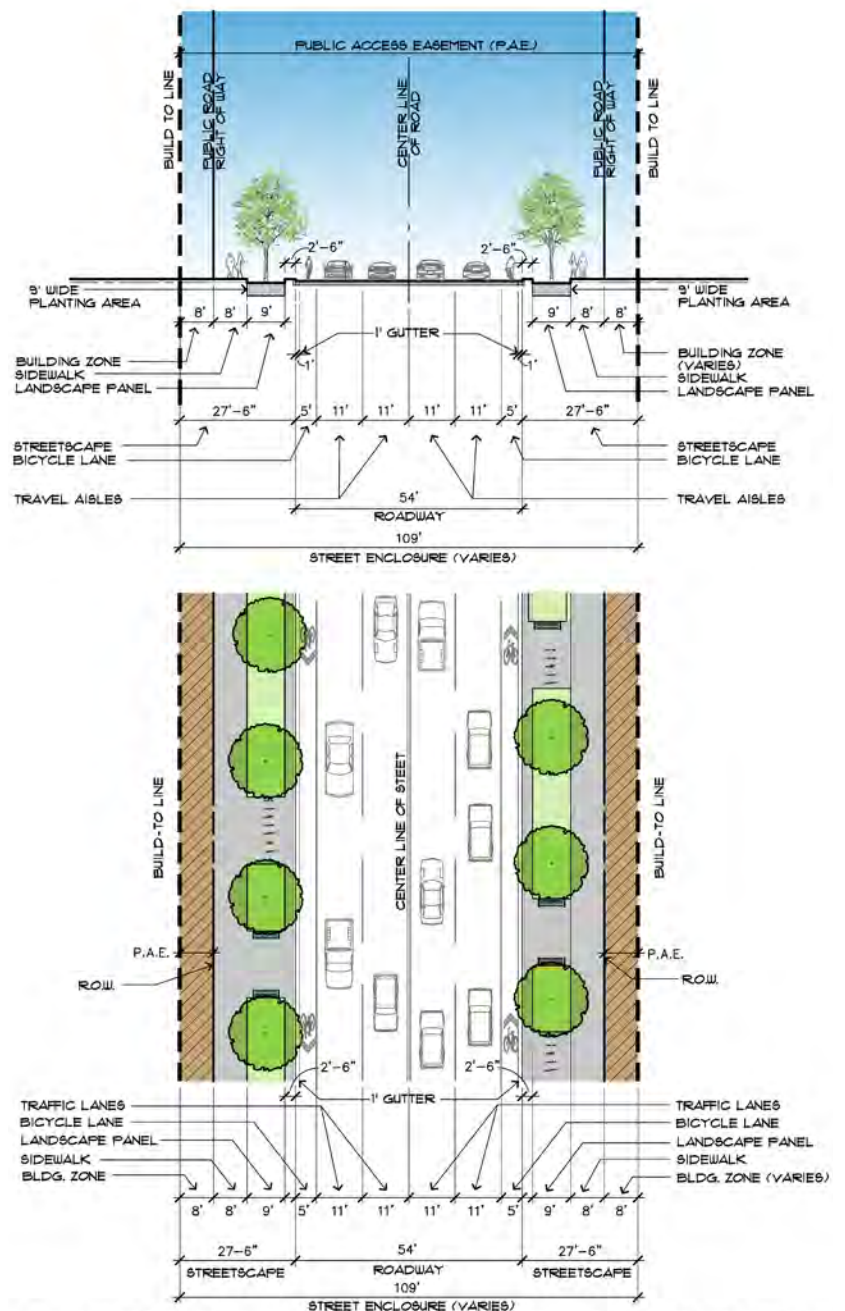 PUBLIC ACCESS EASEMENT (P.A.E.)
BUILD TO LINE
PUBLIC ROAD
RIGHT OF WAY
CENTER LINE
OF ROAD
PUBLIC ROAD
RIGHT OF WAY
BUILD TO LINE
2'-6"
2'-6"
9' WIDE
PLANTING AREA
9' WIDE
PLANTING AREA
8' 8' 9'
9' 8' 8'
1' GUTTER
1'
1'
BUILDING ZONE
SIDEWALK
LANDSCAPE PANEL
BUILDING ZONE
(VARIES)
SIDEWALK
LANDSCAPE PANEL
27'-6" 5' 11' 11' 11' 11' 5' 27'-6"
STREETSCAPE
BICYCLE LANE
STREETSCAPE
BICYCLE LANE
TRAVEL AISLES
TRAVEL AISLES
54'
ROADWAY
109'
STREET ENCLOSURE (VARIES)
BUILD-TO LINE
CENTER LINE OF STEET
BUILD-TO LINE
P.A.E.
P.A.E.
R.O.W.
R.O.W.
2'-6"
2'-6"
1' GUTTER
TRAFFIC LANES
BICYCLE LANE
LANDSCAPE PANEL
SIDEWALK
BLDG. ZONE
TRAFFIC LANES
BICYCLE LANE
LANDSCAPE PANEL
SIDEWALK
BLDG. ZONE (VARIES)
8' 8' 9' 5' 11' 11' 11' 11' 5' 9' 8' 8'
27-6" 54' 27'-6"
STREETSCAPE ROADWAY STREETSCAPE
109'
STREET ENCLOSURE (VARIES)